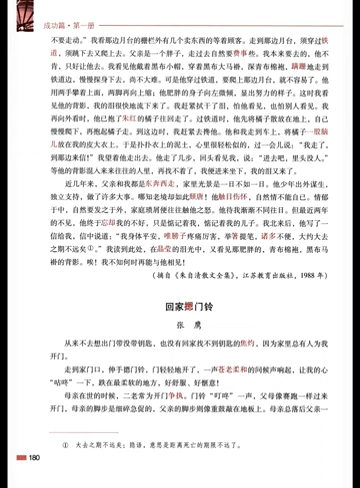 成功篇·第一册
不要走动。”我看那边月台的栅栏外有几个卖东西的等着顾客。走到那边月台，须穿过铁
道，须跳下去又爬上去。父亲是一个胖子，走过去自然要费事些。我本来要去的，他不
肯，只好让他去。我看见他戴着黑布小帽，穿着黑布大马褂，深青布棉袍，蹒跚地走到
铁道边，慢慢探身下去，尚不大难。可是他穿过铁道，要爬上那边月台，就不容易了。他
用两手攀着上面，两脚再向上缩；他肥胖的身子向左微倾，显出努力的样子。这时我看
见他的背影，我的泪很快地流下来了。我赶紧拭干了泪，怕他看见，也怕别人看见。我
再向外看时，他已抱了朱红的橘子往回走了。过铁道时，他先将橘子散放在地上，自己
慢慢爬下，再抱起橘子走。到这边时，我赶紧去搀他。他和我走到车上，将橘子一股脑
儿放在我的皮大衣上。于是扑扑衣上的泥土，心里很轻松似的，过一会儿说：“我走了，
到那边来信！”我望着他走出去。他走了几步，回头看见我，说：“进去吧，里头没人。”
等他的背影混入来来往往的人里，再找不着了，我便进来坐下，我的泪又来了。
近几年来，父亲和我都是东奔西走，家里光景是一日不如一日。他少年出外谋生，
独立支持，做了许多大事。哪知老境却如此颓唐！他触目伤怀，自然情不能自已。情郁
于中，自然要发之于外，家庭琐屑便往往触他之怒。他待我渐渐不同往日。但最近两年
的不见，他终于忘却我的不好，只是惦记着我，惦记着我的儿子。我北来后，他写了一
信给我，信中说道：“我身体平安，唯膀子疼痛厉害，举箸提笔，诸多不便，大约大去
之期不远矣①。”我读到此处，在晶莹的泪光中，又看见那肥胖的，青布棉袍，黑布马
褂的背影。唉！我不知何时再能与他相见！
（摘自《朱自清散文全集》，江苏教育出版社，1988 年）
回家摁门铃
张 鹰
从来不去想出门带没带钥匙，也没有回家找不到钥匙的焦灼，因为家里总有人为我
开门。
走到家门口，伸手摁门铃，门轻轻地开了，一声苍老柔和的问候声响起，让我的心
“咕咚”一下，跌在最柔软的地方，好舒服、好惬意！
母亲在世的时候，二老常为开门争执。门铃“叮咚”一声，父母像赛跑一样过来
开门，母亲的脚步是细碎急促的，父亲的脚步则像重鼓敲在地板上。母亲总落后父亲一
① 大去之期不远矣：隐语，意思是距离死亡的期限不远了。
180